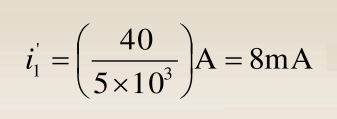 i₁' = (40 / 5×10³) A = 8mA